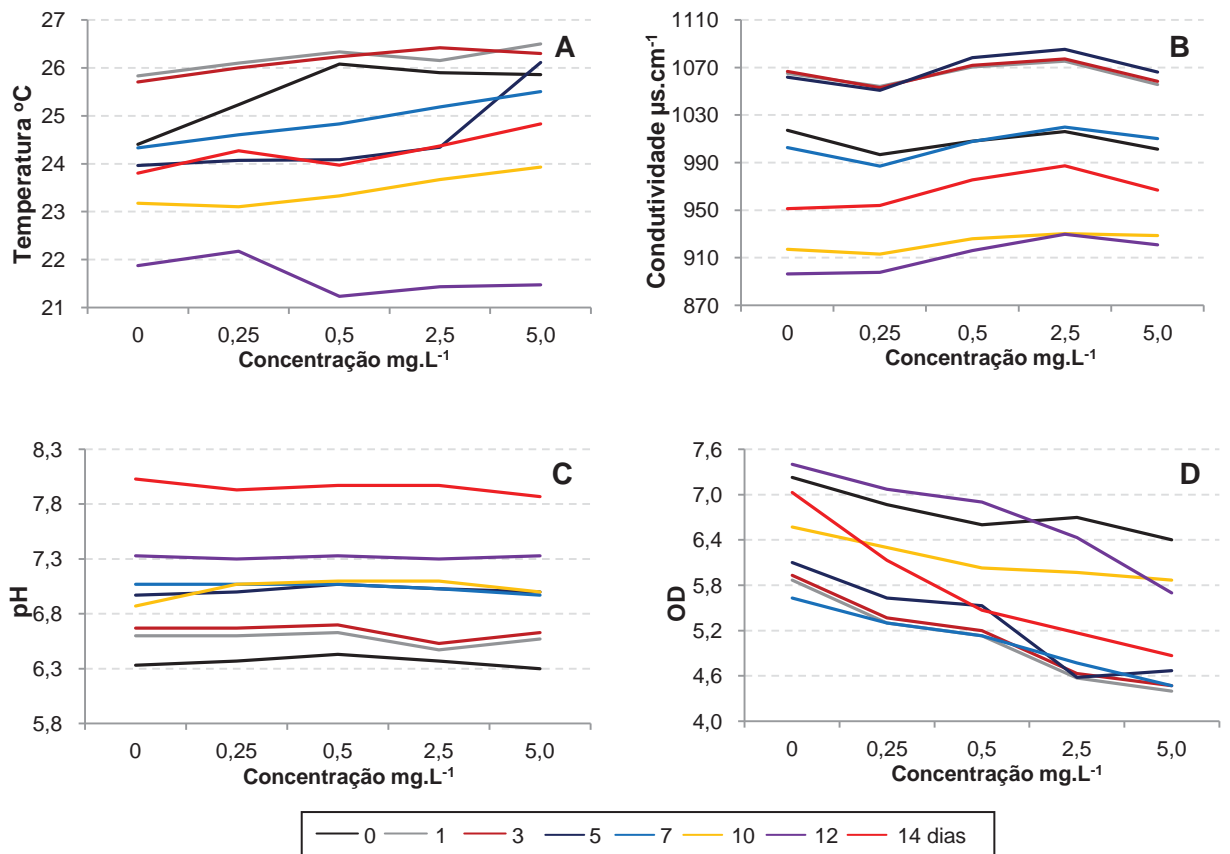 A
Temperatura ºC
27
26
25
24
23
22
21
0 0,25 0,5 2,5 5,0
Concentração mg.L⁻¹
B
Condutividade µs.cm⁻¹
1110
1070
1030
990
950
910
870
0 0,25 0,5 2,5 5,0
Concentração mg.L⁻¹
C
pH
8,3
7,8
7,3
6,8
6,3
5,8
0 0,25 0,5 2,5 5,0
Concentração mg.L⁻¹
D
OD
7,6
7,0
6,4
5,8
5,2
4,6
4,0
0 0,25 0,5 2,5 5,0
Concentração mg.L⁻¹
0 1 3 5 7 10 12 14 dias